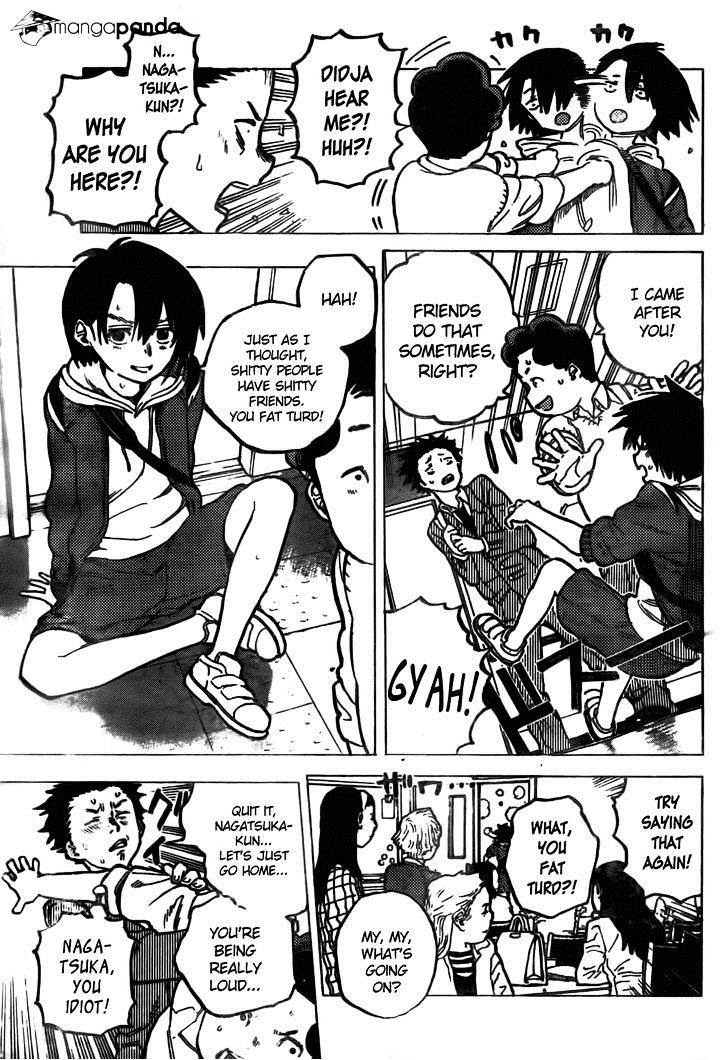 mangapanda
DIDJA
HEAR
ME?!
HUH?!
N...
NAGA-
TSUKA-
KUN?!
WHY
ARE YOU
HERE?!
カク
カク
I CAME
AFTER
YOU!
FRIENDS
DO THAT
SOMETIMES,
RIGHT?
GYAH!
HAH!
JUST AS I
THOUGHT,
SHITTY PEOPLE
HAVE SHITTY
FRIENDS.
YOU FAT TURD!
TRY
SAYING
THAT
AGAIN!
WHAT,
YOU
FAT
TURD?!
MY, MY,
WHAT'S
GOING
ON?
QUIT IT,
NAGATSUKA-
KUN...
LET'S JUST
GO HOME...
YOU'RE
BEING
REALLY
LOUD...
NAGA-
TSUKA,
YOU
IDIOT!